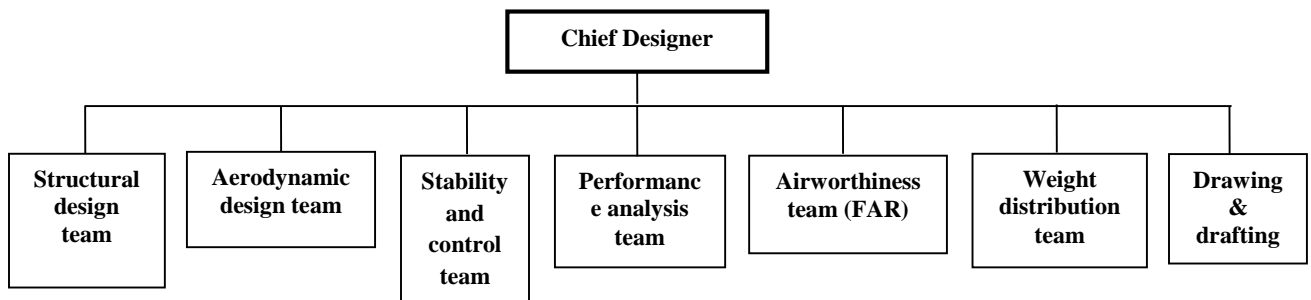 Chief Designer
Structural
design
team
Aerodynamic
design team
Stability
and
control
team
Performanc
e analysis
team
Airworthiness
team (FAR)
Weight
distribution
team
Drawing
&
drafting